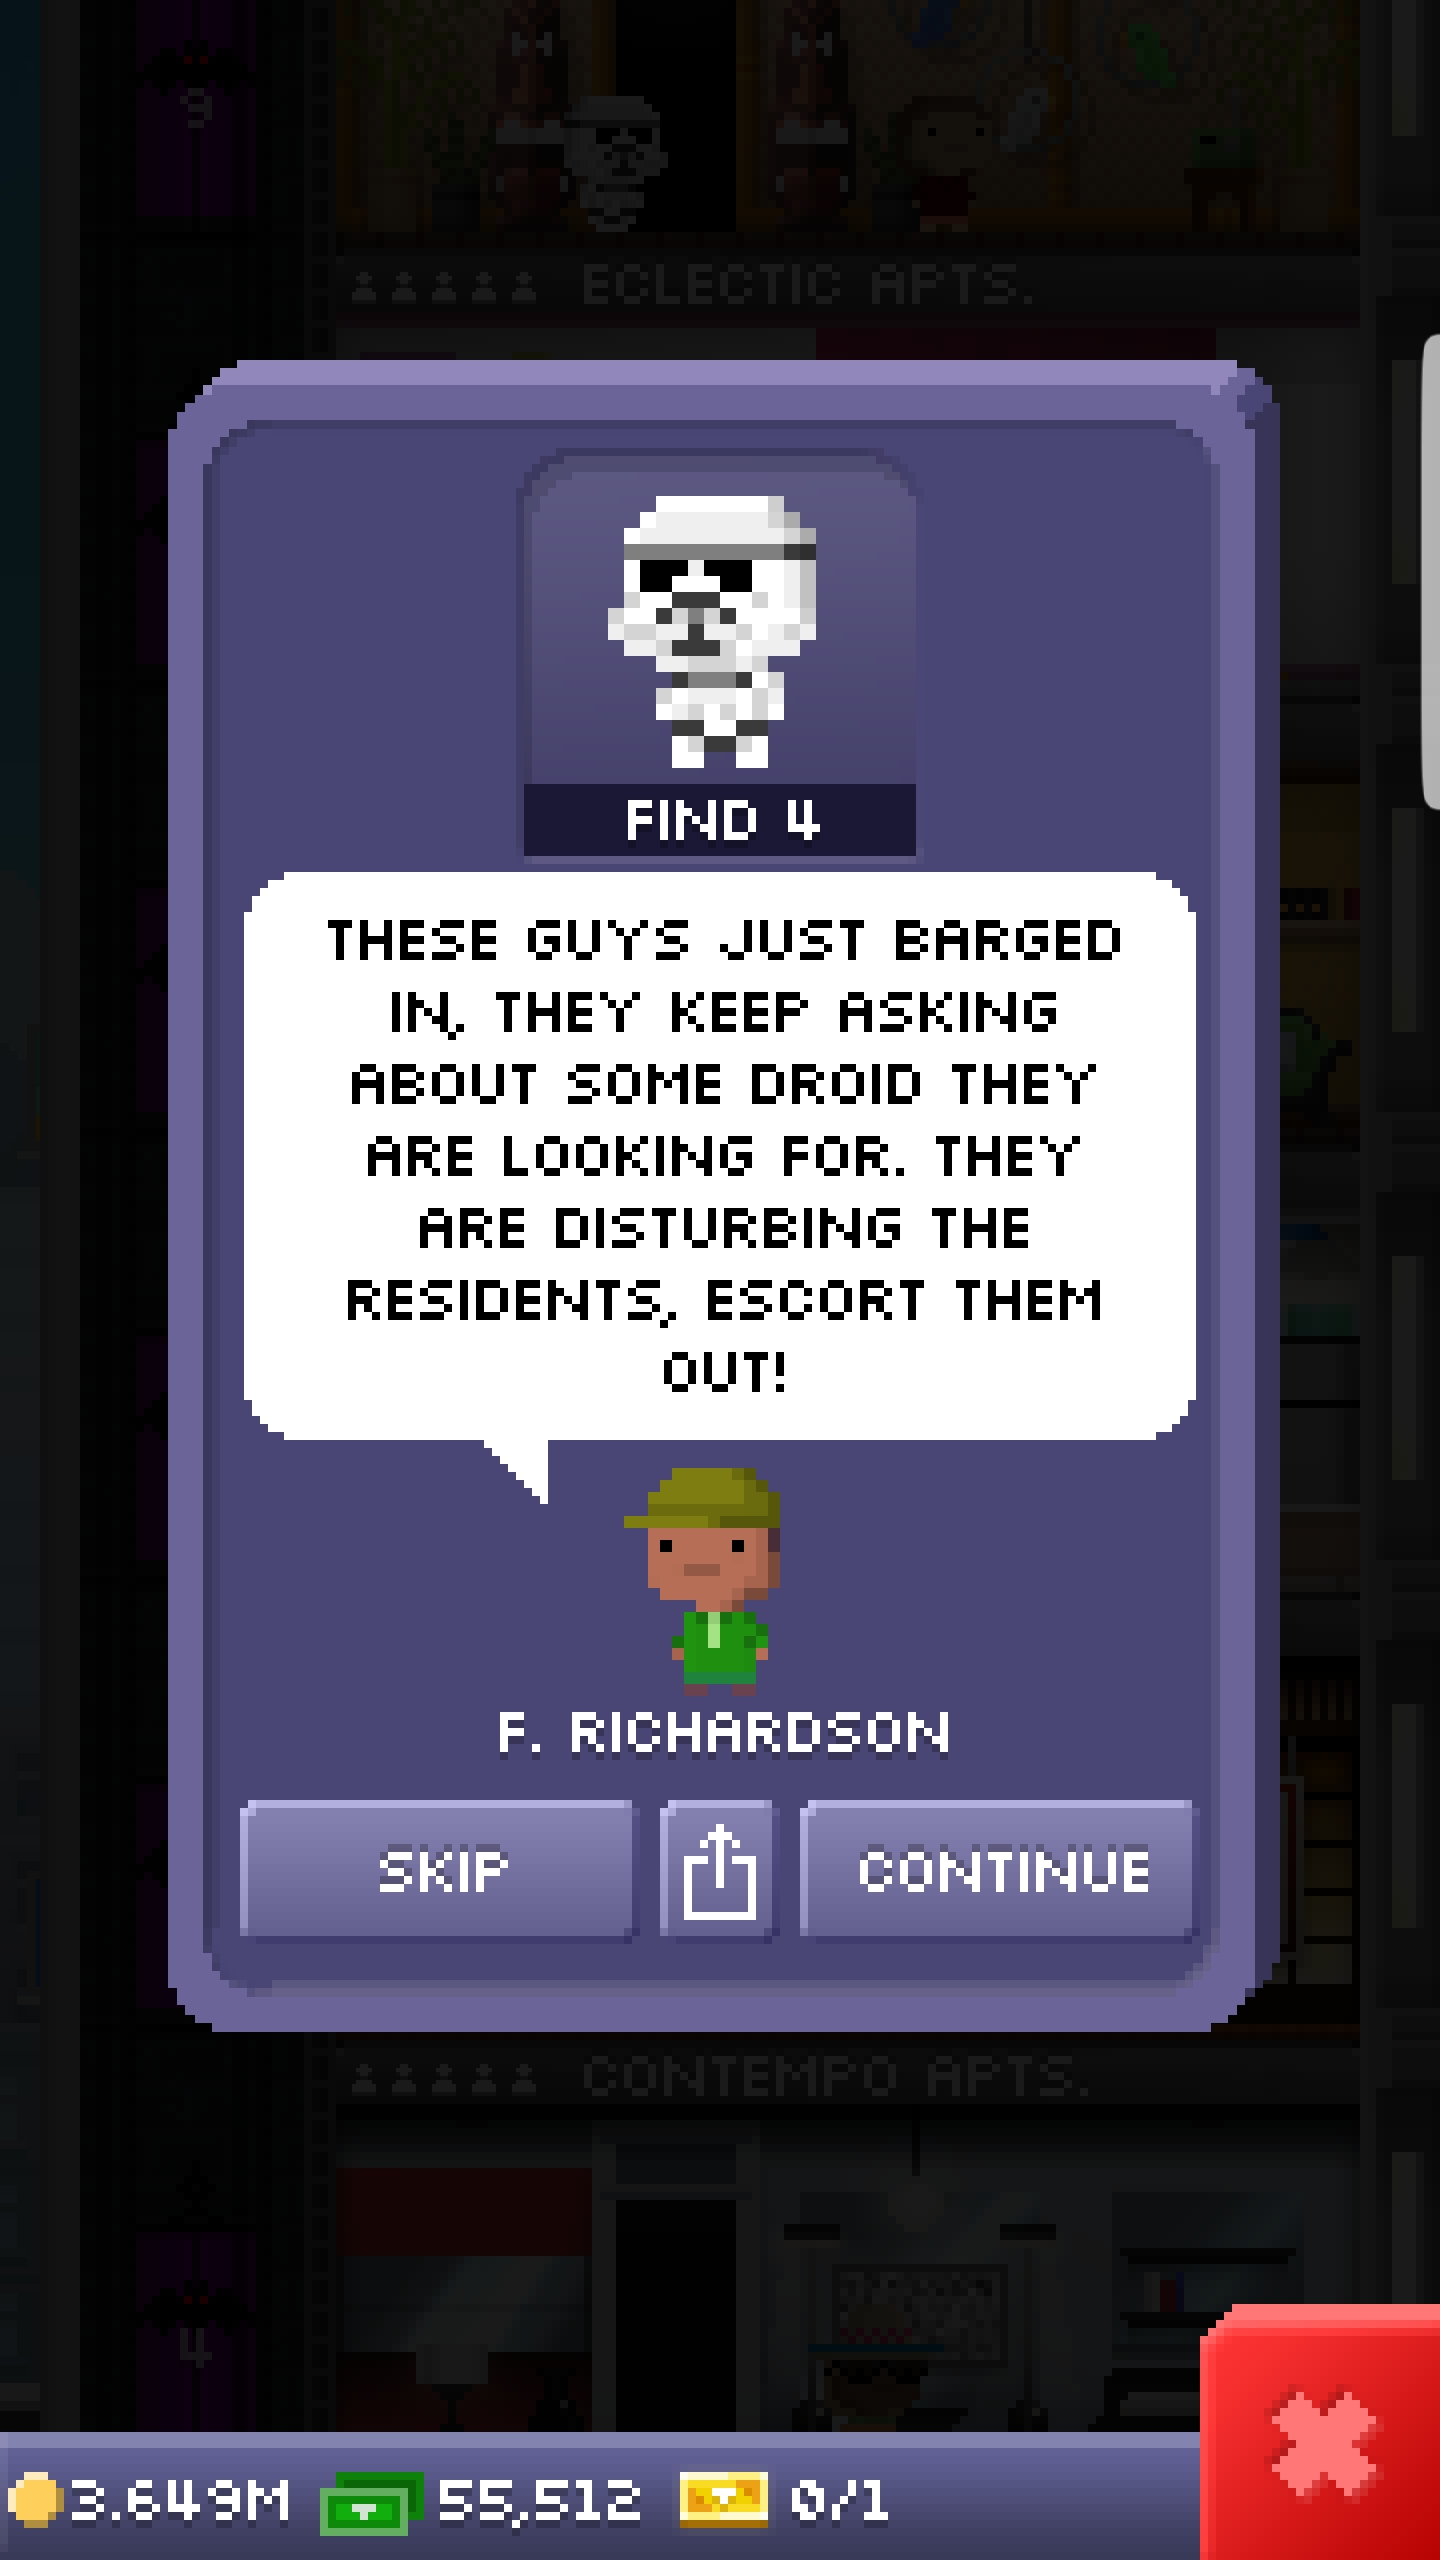 9
ECLECTIC APTS.
FIND 4
THESE GUYS JUST BARGED
IN, THEY KEEP ASKING
ABOUT SOME DROID THEY
ARE LOOKING FOR. THEY
ARE DISTURBING THE
RESIDENTS, ESCORT THEM
OUT!
F. RICHARDSON
SKIP
CONTINUE
CONTEMPO APTS.
4
3.649M 55,512 0/1